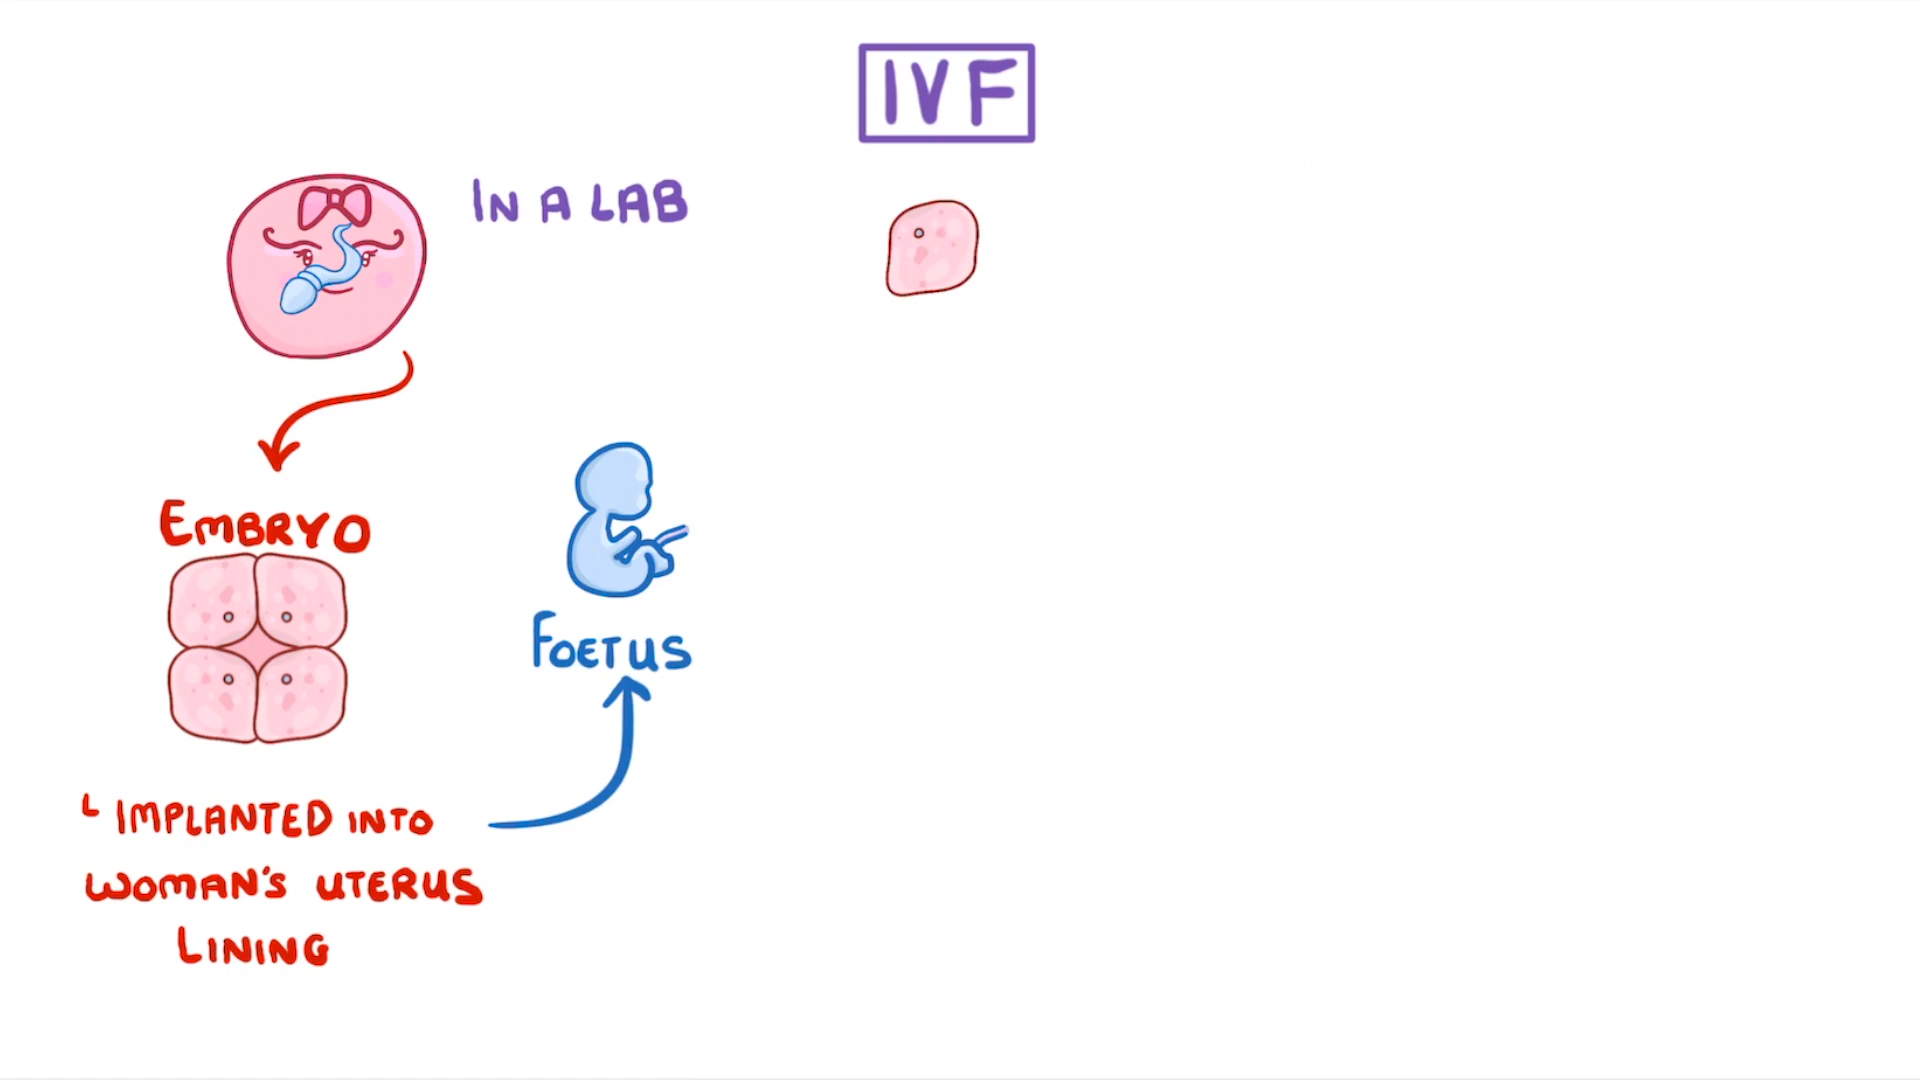 IVF
IN A LAB
EMBRYO
FOETUS
IMPLANTED INTO
WOMAN'S UTERUS
LINING